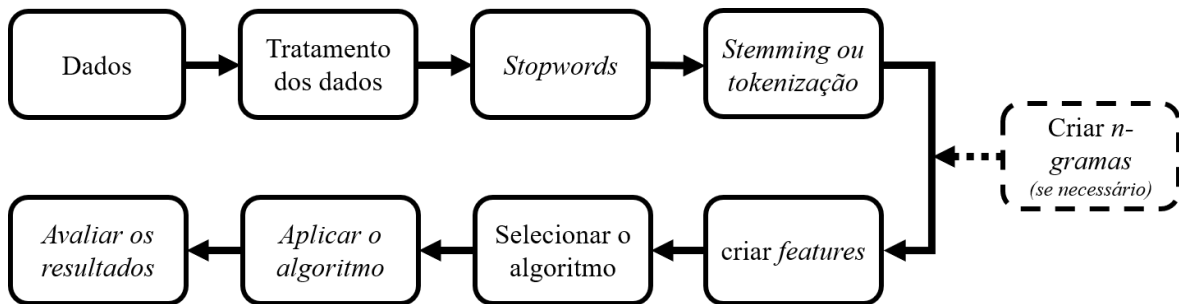 Dados
Tratamento
dos dados
Stopwords
Stemming ou
tokenização
Criar n-
gramas
(se necessário)
criar features
Selecionar o
algoritmo
Aplicar o
algoritmo
Avaliar os
resultados